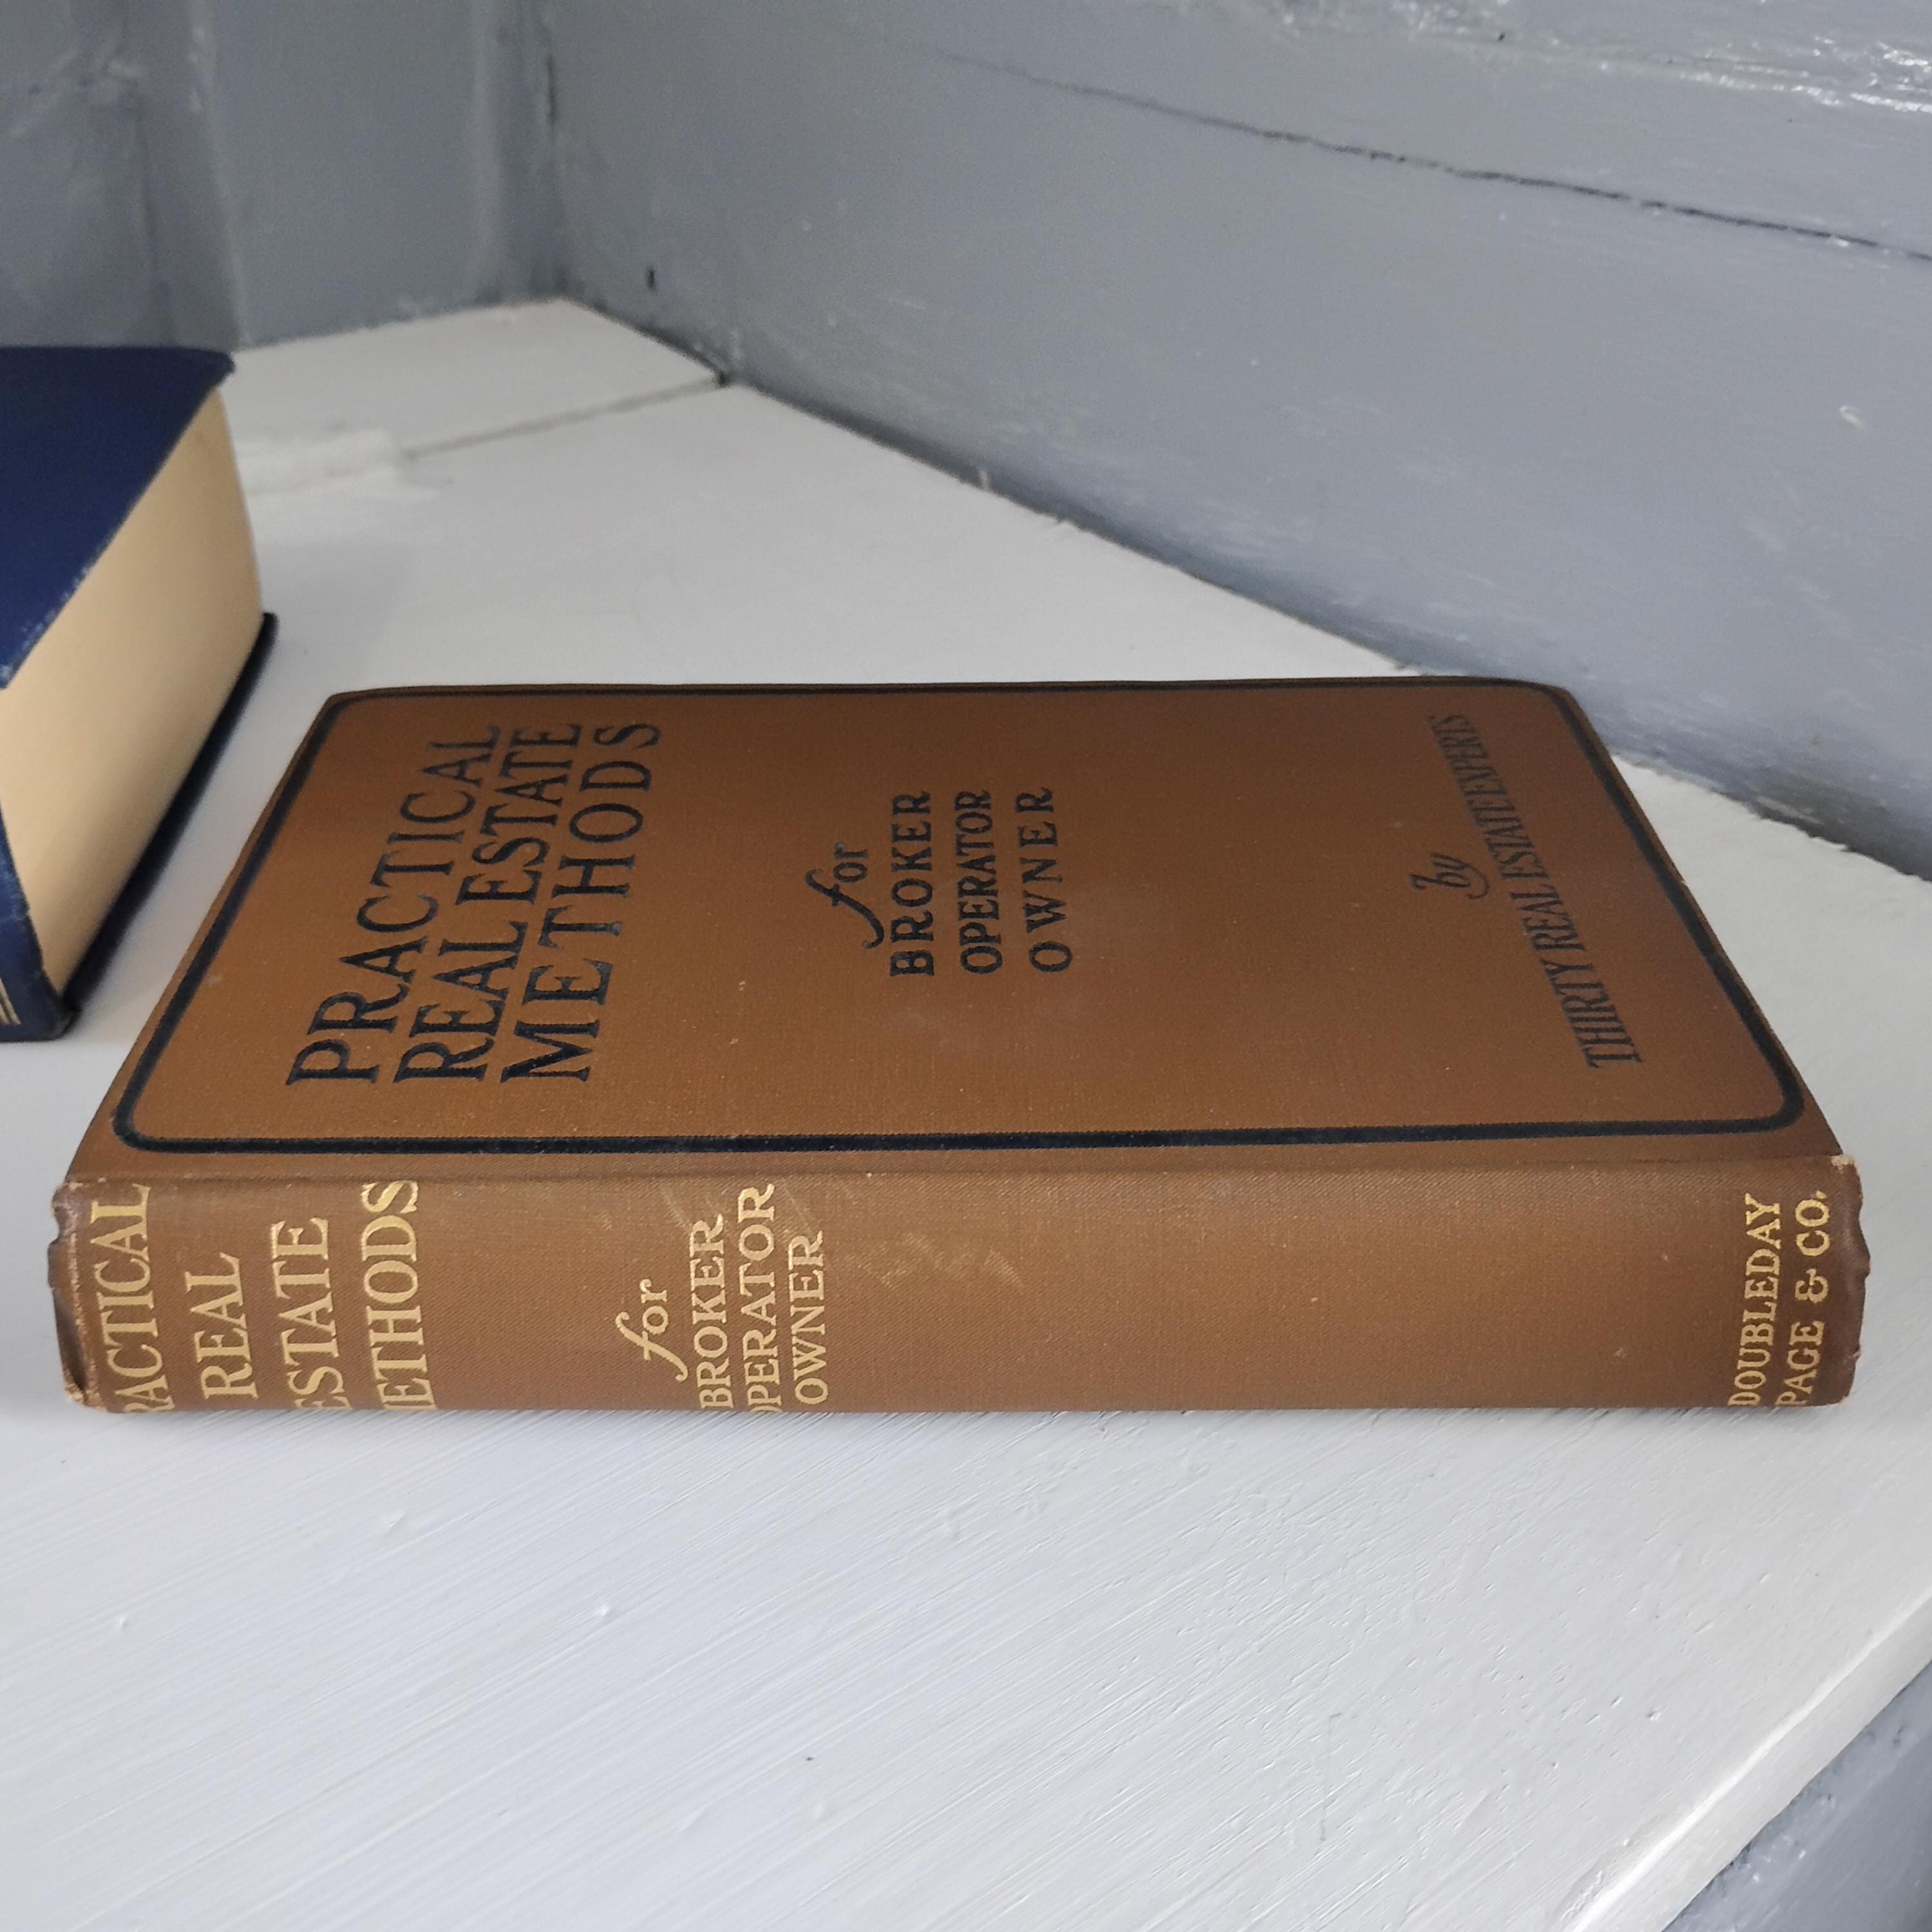 PRACTICAL
REAL ESTATE
METHODS
for
BROKER
OPERATOR
OWNER
by
THIRTY REAL ESTATE EXPERTS
PRACTICAL
REAL
ESTATE
METHODS
for
BROKER
OPERATOR
OWNER
DOUBLEDAY
PAGE & CO.